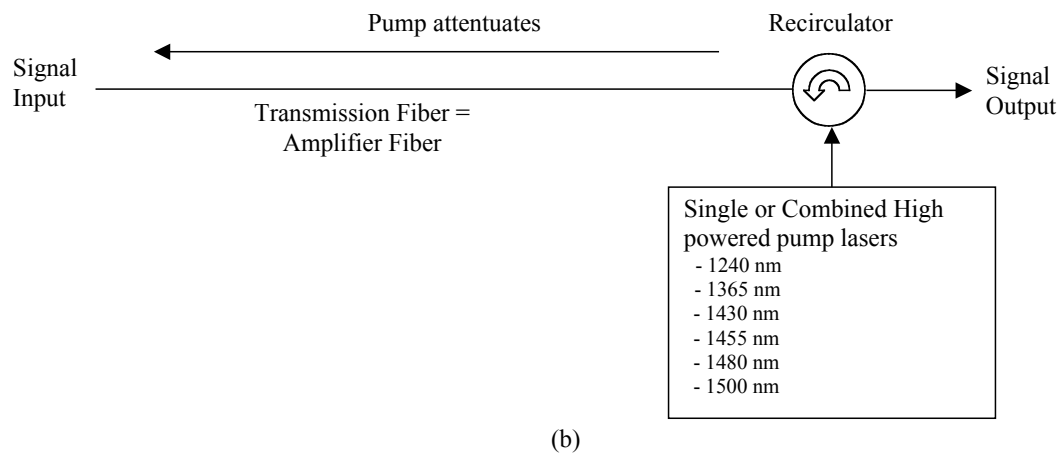 Pump attentuates
Recirculator
Signal
Input
Signal
Output
Transmission Fiber =
Amplifier Fiber
Single or Combined High
powered pump lasers
- 1240 nm
- 1365 nm
- 1430 nm
- 1455 nm
- 1480 nm
- 1500 nm
(b)